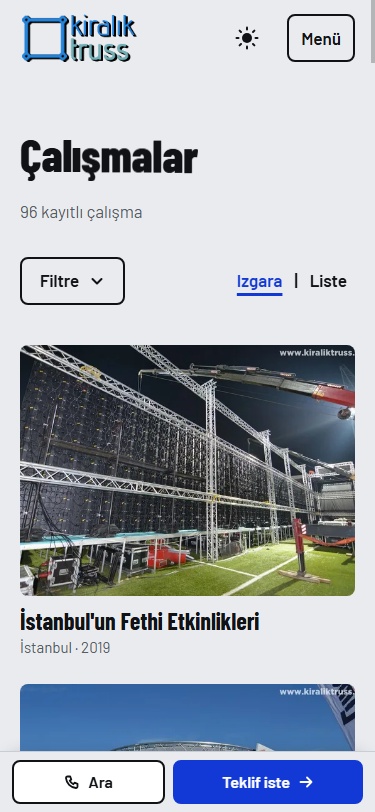 kiralık
truss
Menü
Çalışmalar
96 kayıtlı çalışma
Filtre
Izgara | Liste
www.kiraliktruss.
İstanbul'un Fethi Etkinlikleri
İstanbul · 2019
www.kiraliktruss.
Ara
Teklif iste →